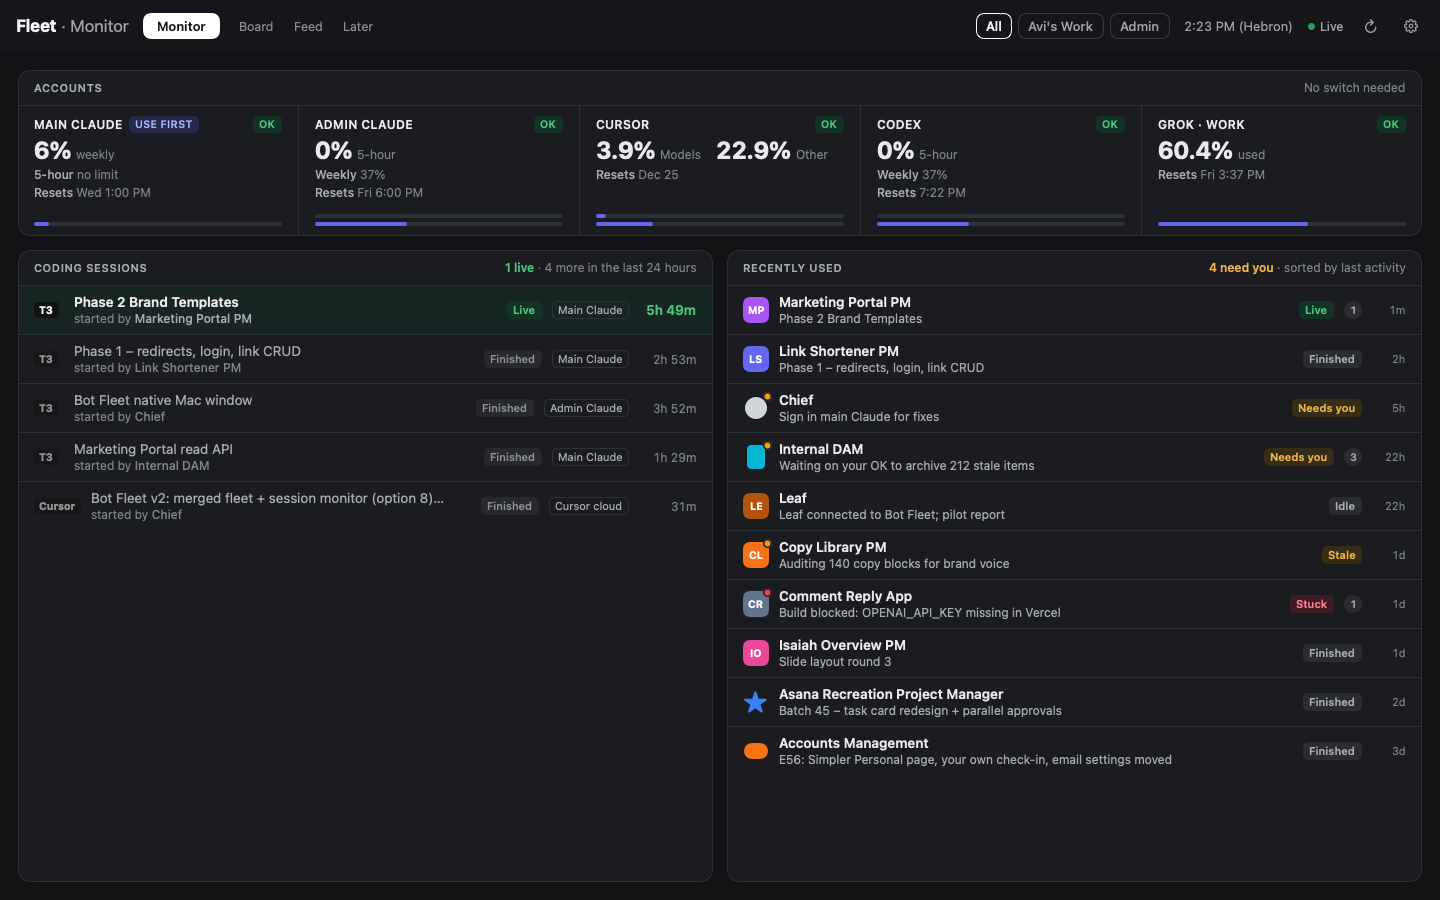 Fleet · Monitor Monitor Board Feed Later All Avi's Work Admin 2:23 PM (Hebron) Live
ACCOUNTS No switch needed
MAIN CLAUDE USE FIRST OK
6% weekly
5-hour no limit
Resets Wed 1:00 PM
ADMIN CLAUDE OK
0% 5-hour
Weekly 37%
Resets Fri 6:00 PM
CURSOR OK
3.9% Models 22.9% Other
Resets Dec 25
CODEX OK
0% 5-hour
Weekly 37%
Resets 7:22 PM
GROK · WORK OK
60.4% used
Resets Fri 3:37 PM
CODING SESSIONS 1 live · 4 more in the last 24 hours
T3 Phase 2 Brand Templates Live Main Claude 5h 49m
started by Marketing Portal PM
T3 Phase 1 – redirects, login, link CRUD Finished Main Claude 2h 53m
started by Link Shortener PM
T3 Bot Fleet native Mac window Finished Admin Claude 3h 52m
started by Chief
T3 Marketing Portal read API Finished Main Claude 1h 29m
started by Internal DAM
Cursor Bot Fleet v2: merged fleet + session monitor (option 8)... Finished Cursor cloud 31m
started by Chief
RECENTLY USED 4 need you · sorted by last activity
MP Marketing Portal PM Live 1 1m
Phase 2 Brand Templates
LS Link Shortener PM Finished 2h
Phase 1 – redirects, login, link CRUD
Chief Needs you 5h
Sign in main Claude for fixes
Internal DAM Needs you 3 22h
Waiting on your OK to archive 212 stale items
LE Leaf Idle 22h
Leaf connected to Bot Fleet; pilot report
CL Copy Library PM Stale 1d
Auditing 140 copy blocks for brand voice
CR Comment Reply App Stuck 1 1d
Build blocked: OPENAI_API_KEY missing in Vercel
IO Isaiah Overview PM Finished 1d
Slide layout round 3
Asana Recreation Project Manager Finished 2d
Batch 45 – task card redesign + parallel approvals
Accounts Management Finished 3d
E56: Simpler Personal page, your own check-in, email settings moved